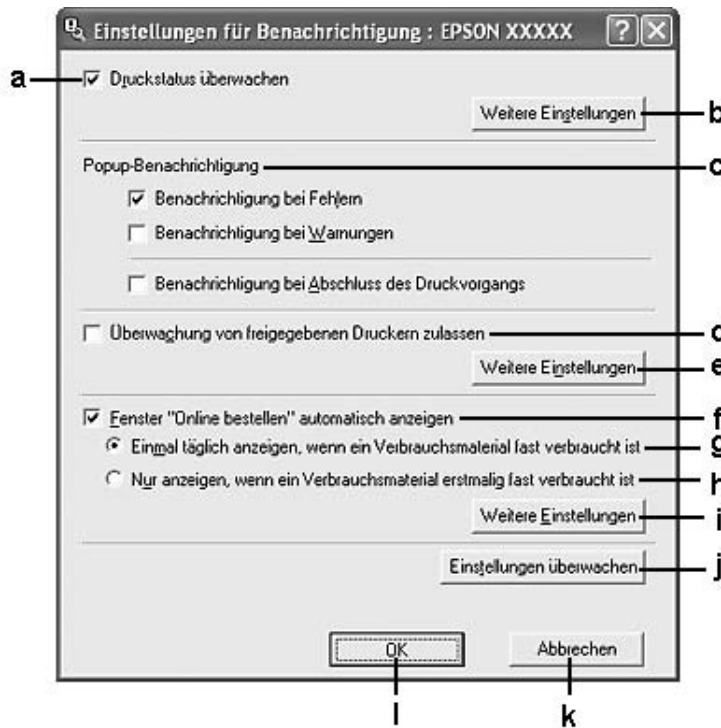 Einstellungen für Benachrichtigung : EPSON XXXXX
a Druckstatus überwachen
Weitere Einstellungen b
Popup-Benachrichtigung c
Benachrichtigung bei Fehlern
Benachrichtigung bei Warnungen
Benachrichtigung bei Abschluss des Druckvorgangs
Überwachung von freigegebenen Druckern zulassen d
Weitere Einstellungen e
Fenster "Online bestellen" automatisch anzeigen f
Einmal täglich anzeigen, wenn ein Verbrauchsmaterial fast verbraucht ist g
Nur anzeigen, wenn ein Verbrauchsmaterial erstmalig fast verbraucht ist h
Weitere Einstellungen i
Einstellungen überwachen j
OK Abbrechen
l k